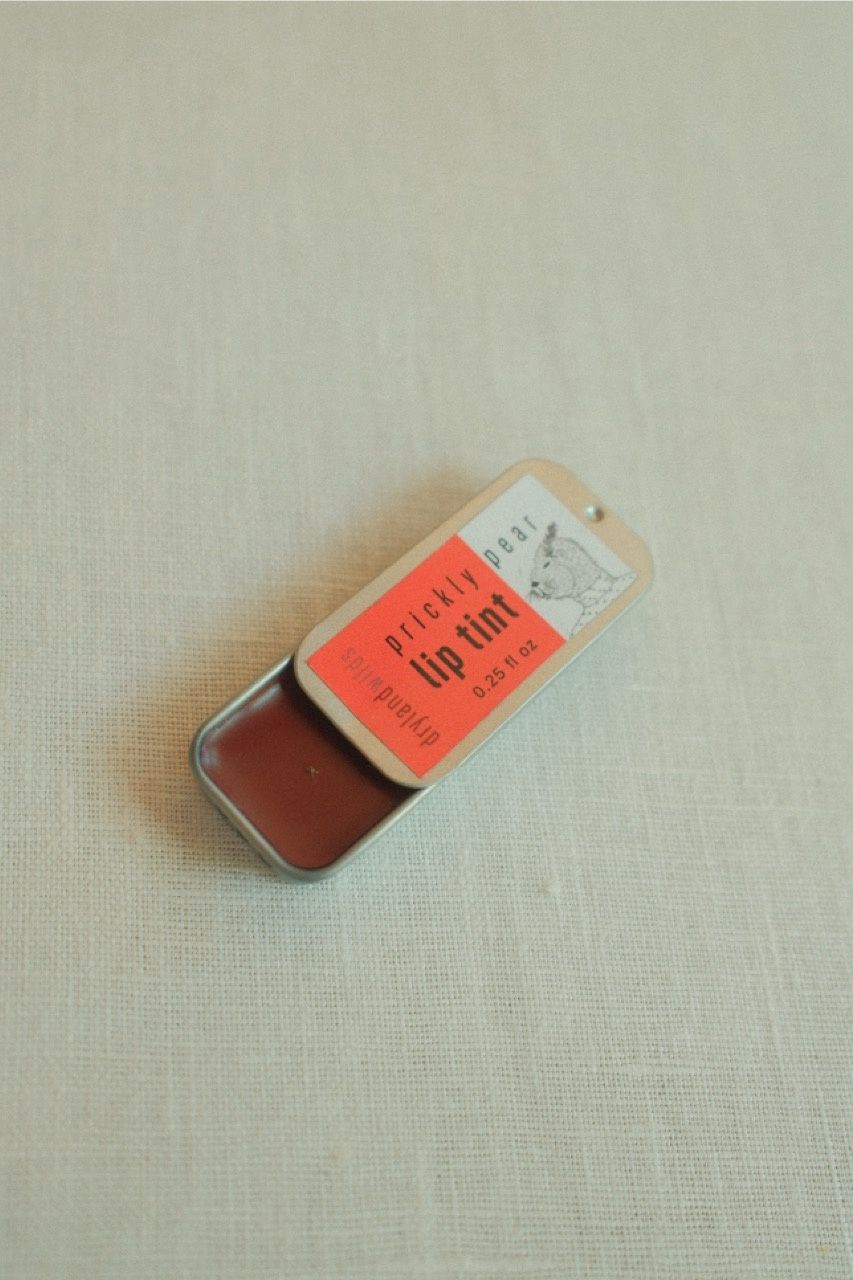 prickly pear
lip tint
0.25 fl oz
drylandwilds